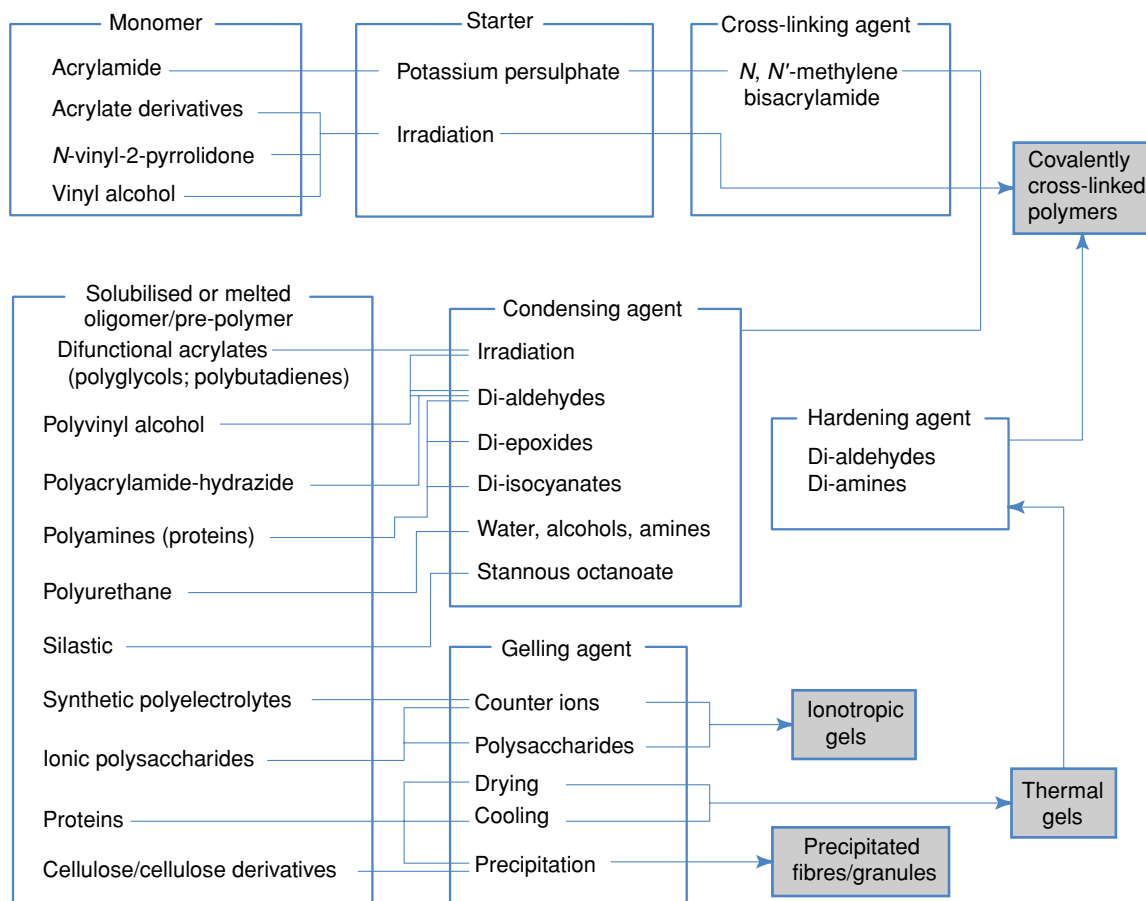 Monomer
Acrylamide
Acrylate derivatives
N-vinyl-2-pyrrolidone
Vinyl alcohol
Starter
Potassium persulphate
Irradiation
Cross-linking agent
N, N'-methylene
bisacrylamide
Covalently
cross-linked
polymers
Solubilised or melted
oligomer/pre-polymer
Difunctional acrylates
(polyglycols; polybutadienes)
Polyvinyl alcohol
Polyacrylamide-hydrazide
Polyamines (proteins)
Polyurethane
Silastic
Synthetic polyelectrolytes
Ionic polysaccharides
Proteins
Cellulose/cellulose derivatives
Condensing agent
Irradiation
Di-aldehydes
Di-epoxides
Di-isocyanates
Water, alcohols, amines
Stannous octanoate
Hardening agent
Di-aldehydes
Di-amines
Gelling agent
Counter ions
Polysaccharides
Drying
Cooling
Precipitation
Ionotropic
gels
Thermal
gels
Precipitated
fibres/granules